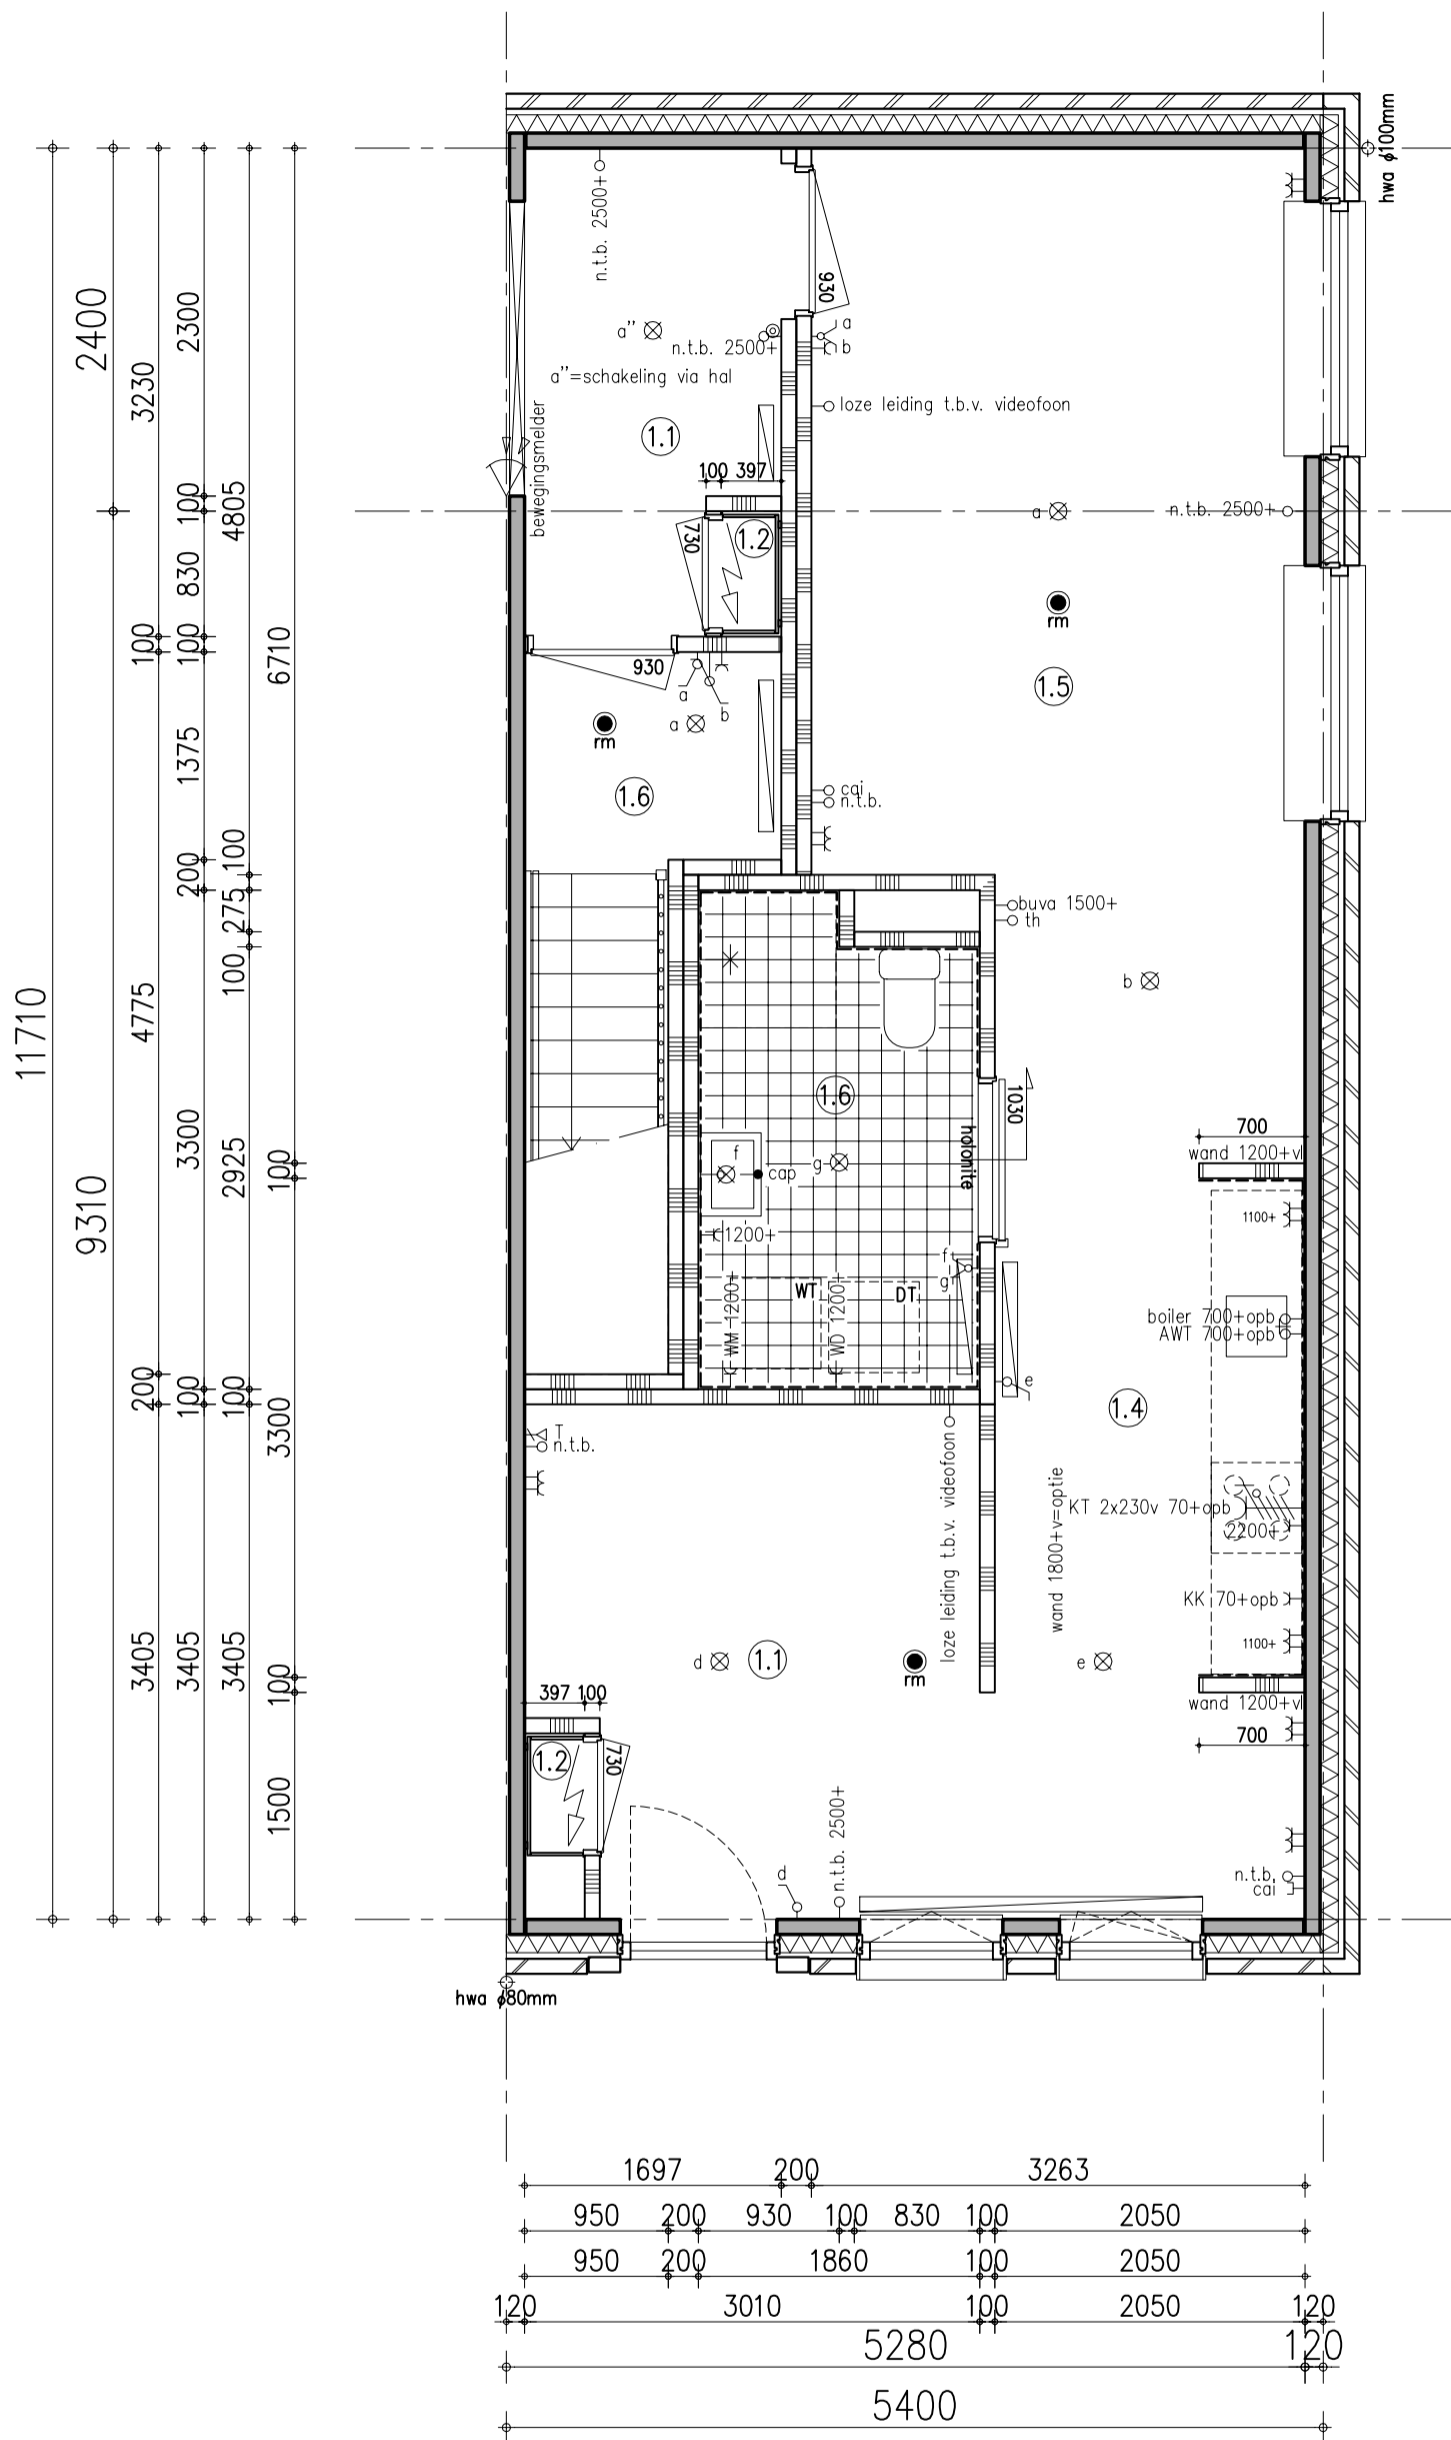 hwa ϕ100mm
n.t.b. 2500+
930
a"
n.t.b. 2500+
a
b
a"=schakeling via hal
loze leiding t.b.v. videofoon
bewegingsmelder
1.1
100 397
730
1.2
a
n.t.b. 2500+
rm
930
a
b
1.5
rm
a
1.6
cai
n.t.b.
buva 1500+
th
b
1.6
1030
holonite
700
wand 1200+vl
f
cap
g
1200+
1100+
f
g
WM 1200+
WT
WD 1200+
DT
boiler 700+opb
AWT 700+opb
e
1.4
T
n.t.b.
loze leiding t.b.v. videofoon
wand 1800+v=optie
KT 2x230v 70+opb
2200+
KK 70+opb
1100+
d
1.1
rm
e
397 100
wand 1200+vl
700
1.2
730
d
n.t.b. 2500+
n.t.b.
cai
hwa ϕ80mm
11710
2400
9310
3230
100
4775
200
3405
2300
100
830
100
1375
200
3300
100
3405
4805
100
275
100
2925
100
3405
6710
100
3300
100
1500
1697 200 3263
950 200 930 100 830 100 2050
950 200 1860 100 2050
120 3010 100 2050 120
5280 120
5400